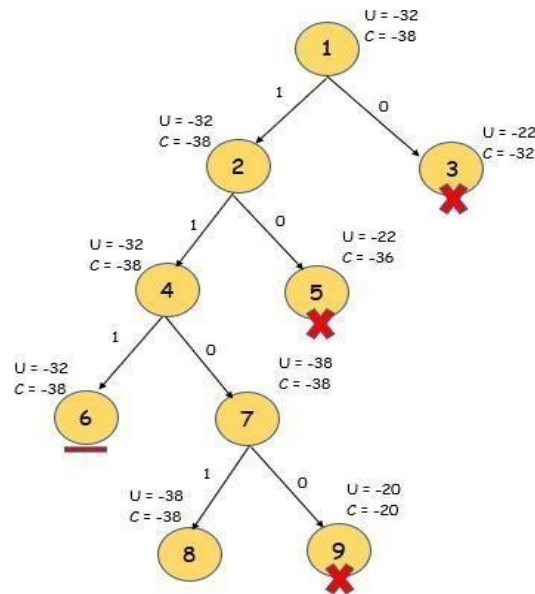 U = -32
C = -38
1
1
0
U = -32
C = -38
2
U = -22
C = -32
3
1
0
U = -32
C = -38
4
U = -22
C = -36
5
1
0
U = -32
C = -38
6
U = -38
C = -38
7
1
0
U = -38
C = -38
8
U = -20
C = -20
9